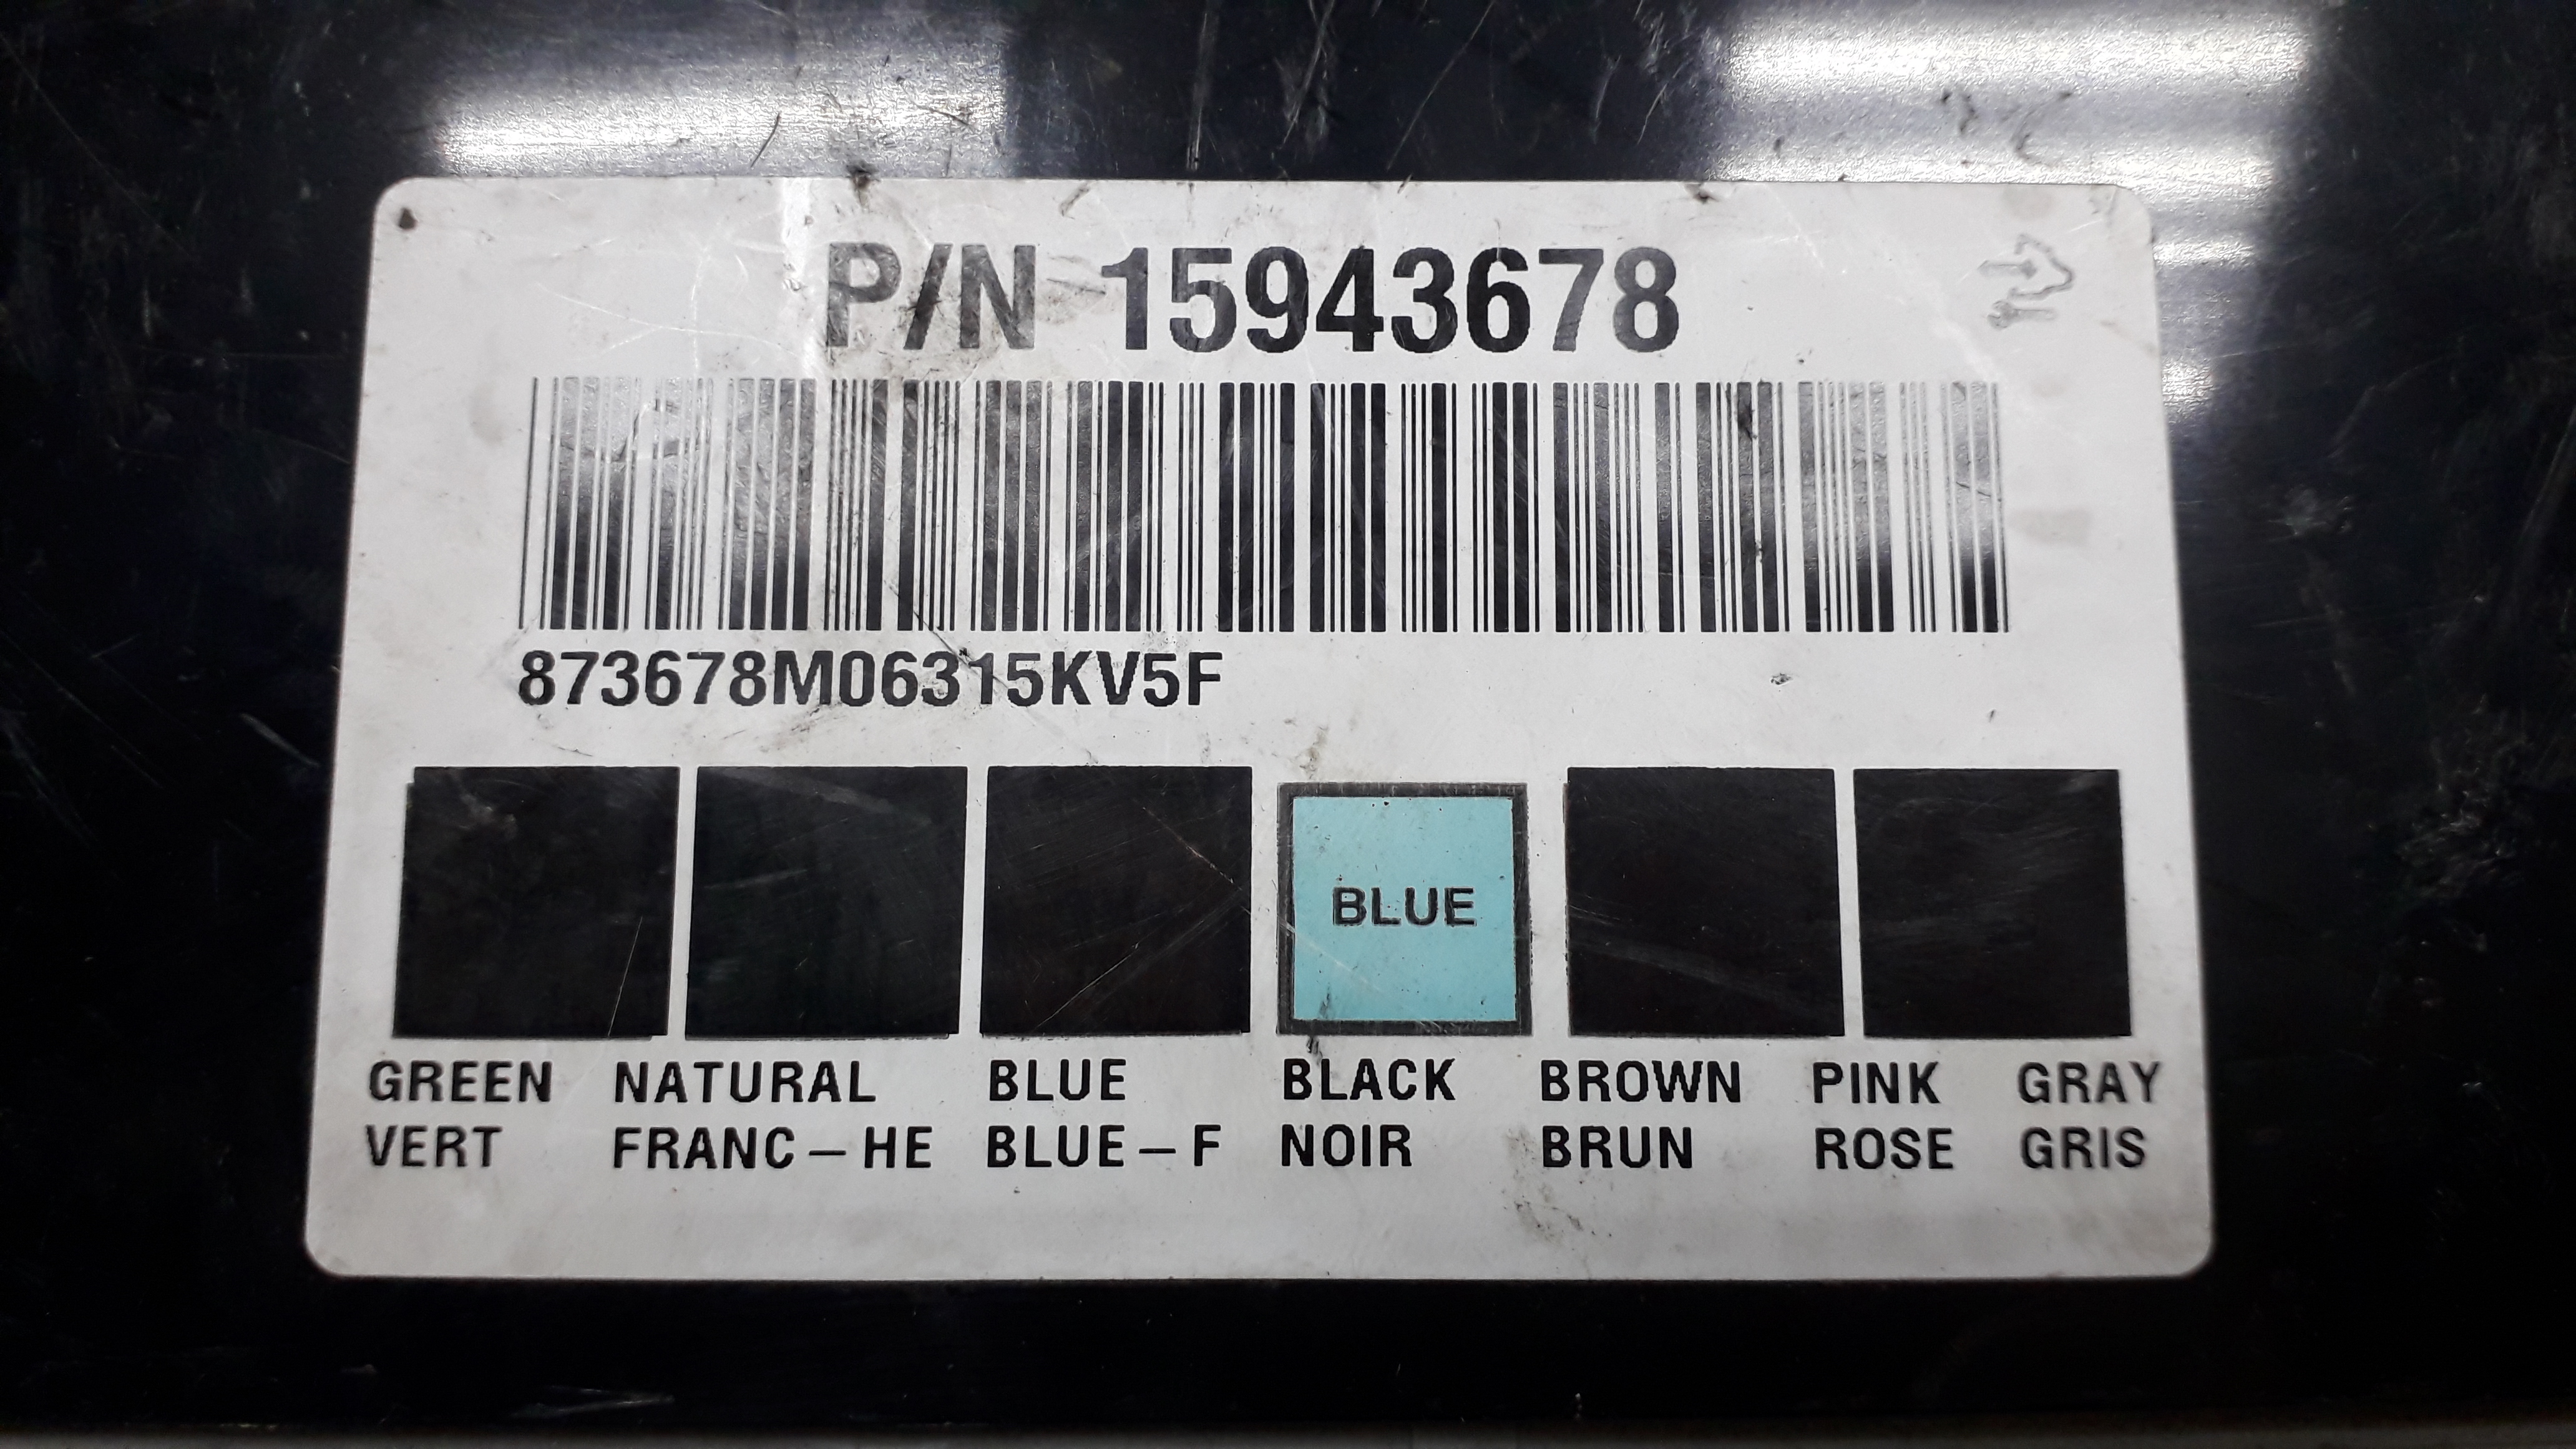 P/N 15943678
873678M06315KV5F
BLUE
GREEN NATURAL BLUE BLACK BROWN PINK GRAY
VERT FRANC-HE BLUE-F NOIR BRUN ROSE GRIS